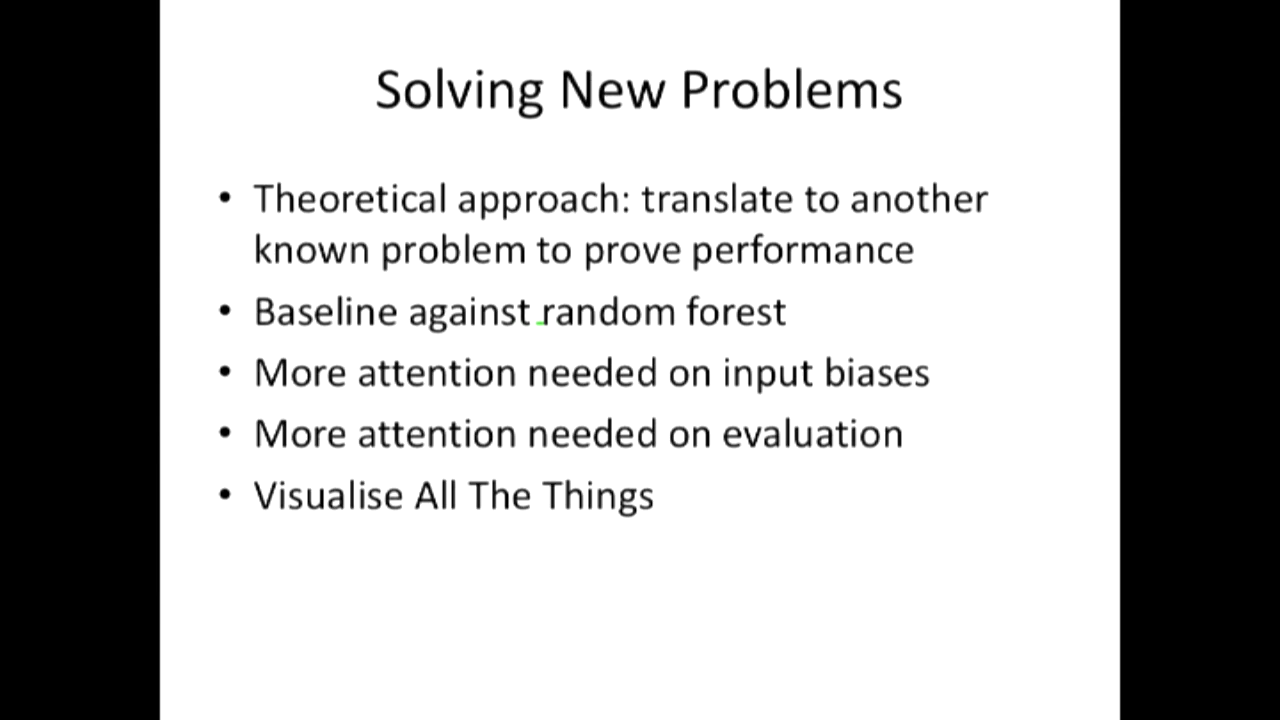 Solving New Problems
• Theoretical approach: translate to another
known problem to prove performance
• Baseline against random forest
• More attention needed on input biases
• More attention needed on evaluation
• Visualise All The Things